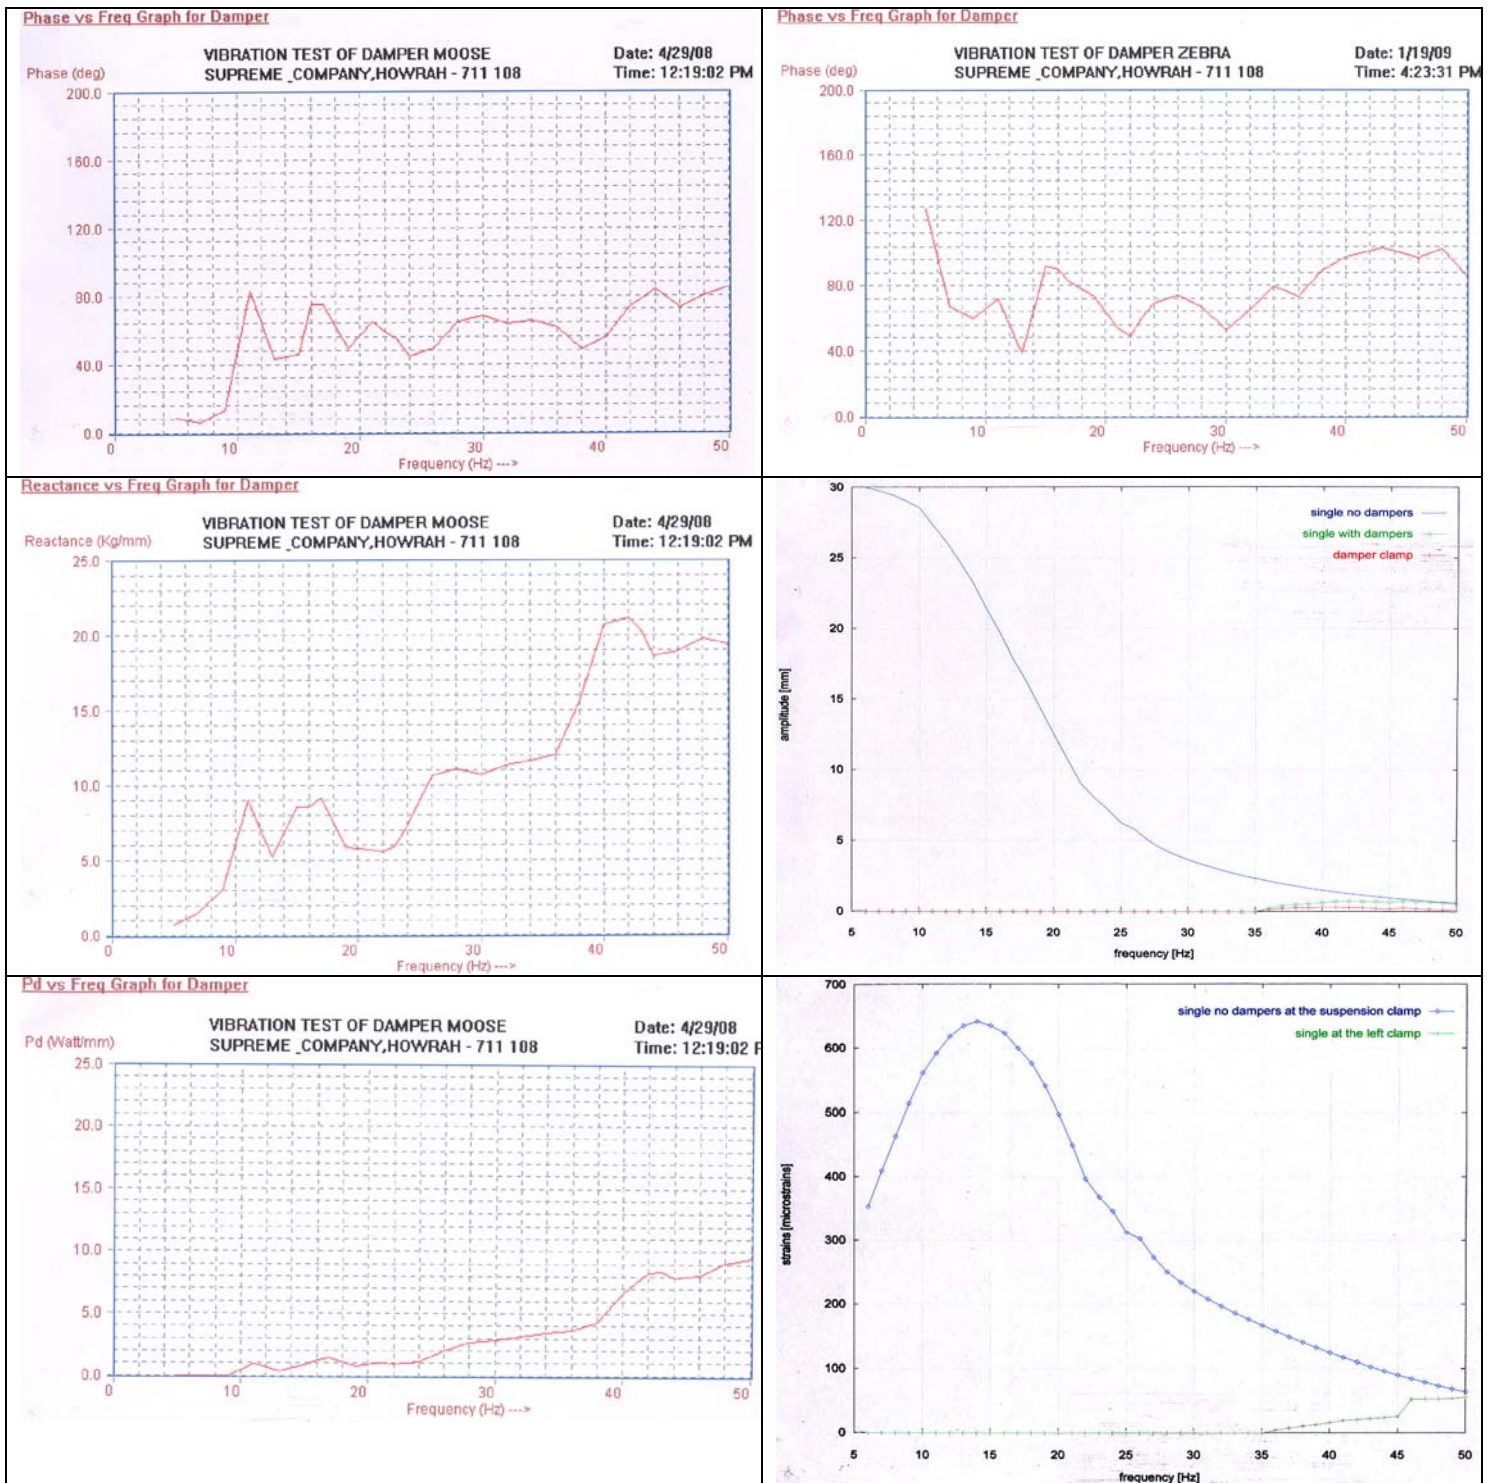 Phase vs Freq Graph for Damper
VIBRATION TEST OF DAMPER MOOSE
Date: 4/29/08
Phase (deg)
SUPREME _COMPANY,HOWRAH - 711 108
Time: 12:19:02 PM
200.0
160.0
120.0
80.0
40.0
0.0
0 10 20 30 40 50
Frequency (Hz) --->
Phase vs Freq Graph for Damper
VIBRATION TEST OF DAMPER ZEBRA
Date: 1/19/09
Phase (deg)
SUPREME _COMPANY,HOWRAH - 711 108
Time: 4:23:31 PM
200.0
160.0
120.0
80.0
40.0
0.0
0 10 20 30 40 50
Frequency (Hz) --->
Reactance vs Freq Graph for Damper
VIBRATION TEST OF DAMPER MOOSE
Date: 4/29/08
Reactance (Kg/mm)
SUPREME _COMPANY,HOWRAH - 711 108
Time: 12:19:02 PM
25.0
20.0
15.0
10.0
5.0
0.0
0 10 20 30 40 50
Frequency (Hz) --->
30
25
20
15
10
5
0
amplitude [mm]
single no dampers
single with dampers
damper clamp
5 10 15 20 25 30 35 40 45 50
frequency [Hz]
Pd vs Freq Graph for Damper
VIBRATION TEST OF DAMPER MOOSE
Date: 4/29/08
Pd (Watt/mm)
SUPREME _COMPANY,HOWRAH - 711 108
Time: 12:19:02
25.0
20.0
15.0
10.0
5.0
0.0
0 10 20 30 40 50
Frequency (Hz) --->
700
600
500
400
300
200
100
0
strains [microstrains]
single no dampers at the suspension clamp
single at the left clamp
5 10 15 20 25 30 35 40 45 50
frequency [Hz]